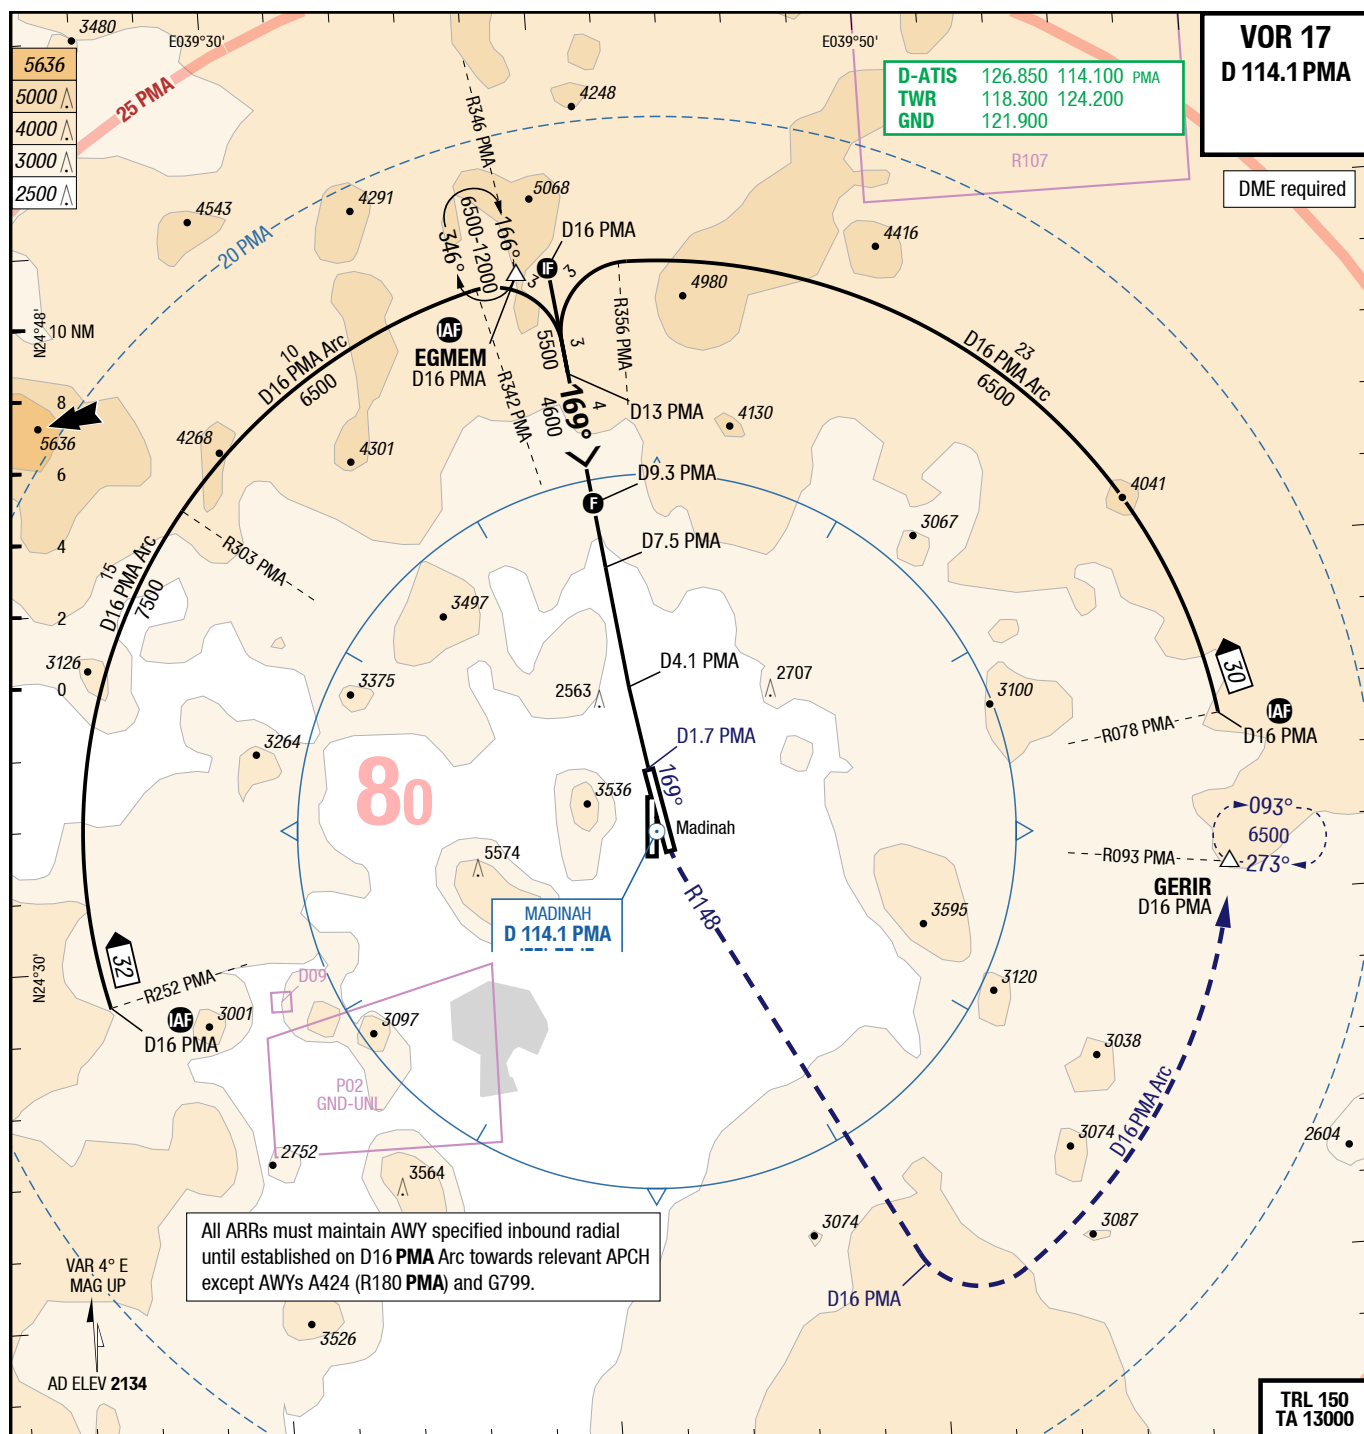 VOR 17
D 114.1 PMA
DME required
D-ATIS 126.850 114.100 PMA
TWR 118.300 124.200
GND 121.900
R107
E039°30'
E039°50'
3480
5636
5000
4000
3000
2500
25 PMA
20 PMA
R346 PMA
4248
4543
4291
5068
4416
4980
6500-12000
166°
346°
D16 PMA
IF
3
3
IAF
EGMEM
D16 PMA
5500
3
R356 PMA
R342 PMA
N24°48'
10 NM
8
6
4
2
0
10
D16 PMA Arc
6500
23
D16 PMA Arc
6500
D13 PMA
169°
4
4600
4130
5636
4268
4301
D9.3 PMA
F
4041
3067
D7.5 PMA
R303 PMA
15
D16 PMA Arc
7500
3497
3126
3375
D4.1 PMA
2563
2707
3100
30
IAF
D16 PMA
R078 PMA
3264
D1.7 PMA
169°
80
3536
Madinah
093°
6500
273°
R093 PMA
GERIR
D16 PMA
5574
MADINAH
D 114.1 PMA
R148
3595
N24°30'
32
R252 PMA
D09
IAF
3001
D16 PMA
3097
3120
3038
P02
GND-UNL
D16 PMA Arc
3074
2604
2752
3564
3074
3087
All ARRs must maintain AWY specified inbound radial
until established on D16 PMA Arc towards relevant APCH
except AWYs A424 (R180 PMA) and G799.
D16 PMA
VAR 4° E
MAG UP
3526
AD ELEV 2134
TRL 150
TA 13000